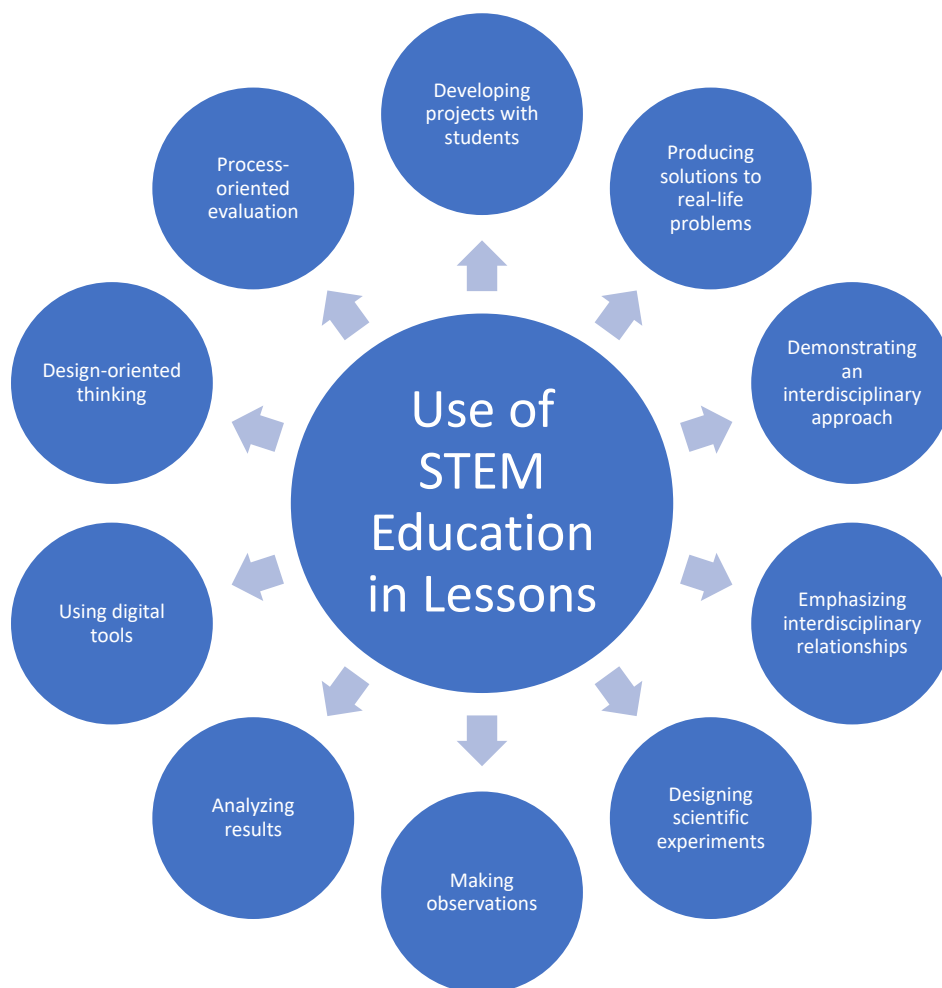 Developing
projects with
students
Producing
solutions to
real-life
problems
Demonstrating
an
interdisciplinary
approach
Emphasizing
interdisciplinary
relationships
Designing
scientific
experiments
Making
observations
Analyzing
results
Using digital
tools
Design-oriented
thinking
Process-
oriented
evaluation
Use of
STEM
Education
in Lessons